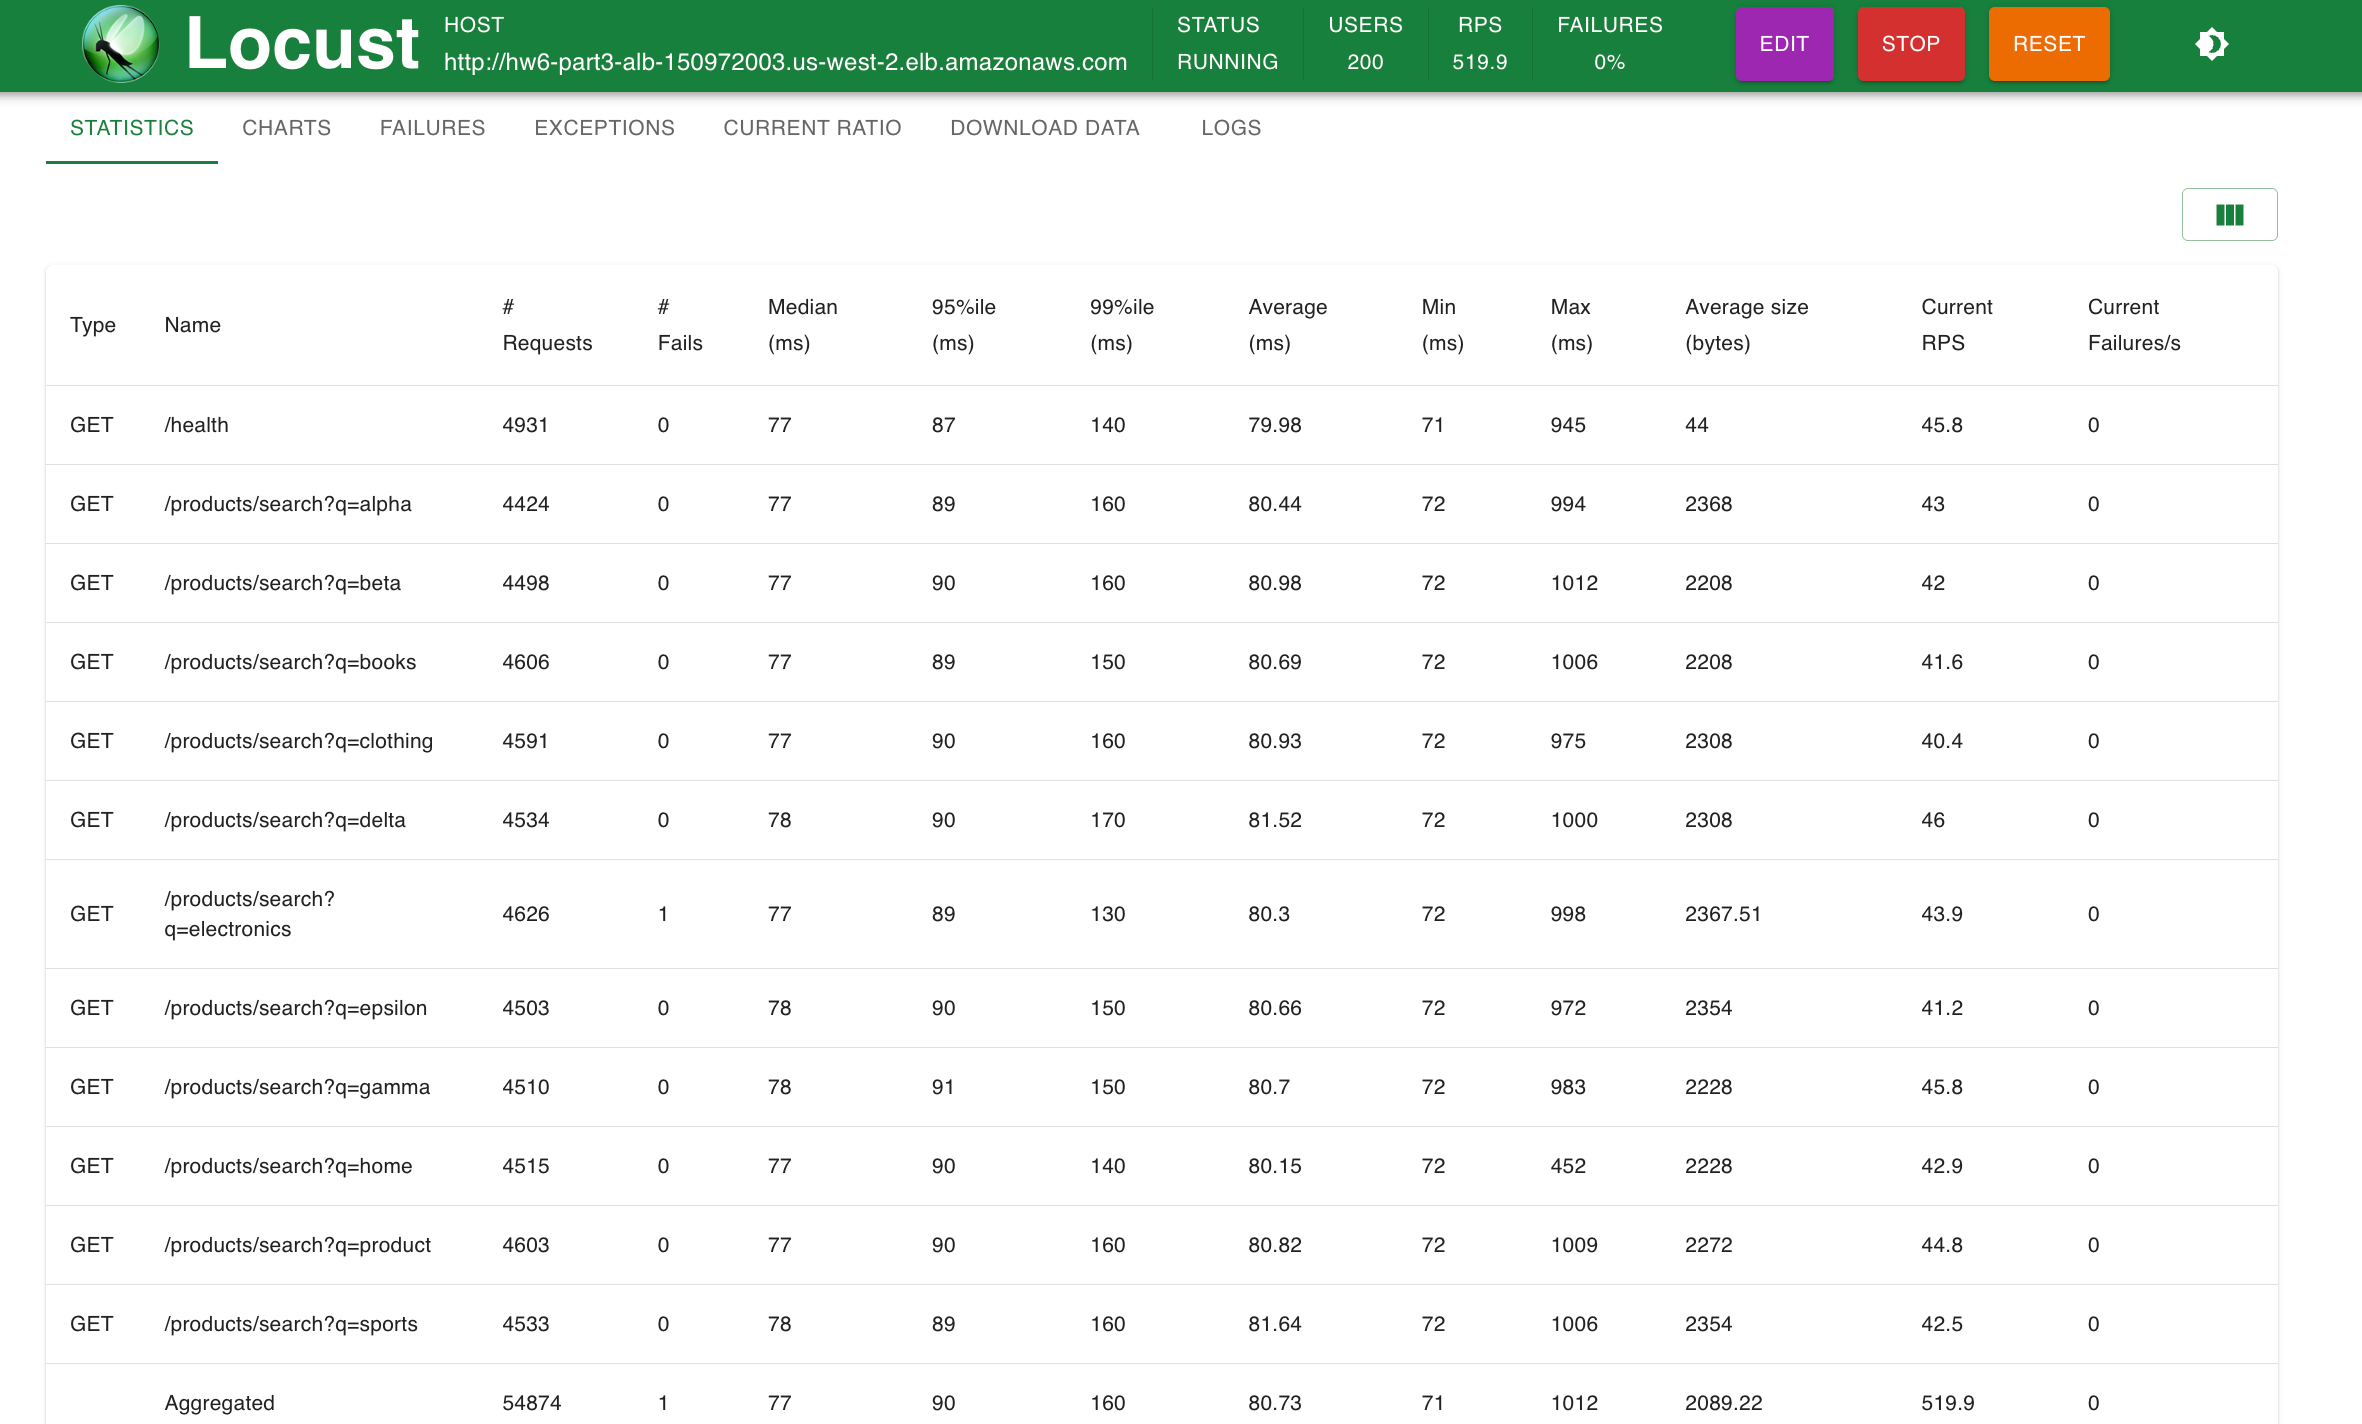 Locust
HOST
http://hw6-part3-alb-150972003.us-west-2.elb.amazonaws.com
STATUS
RUNNING
USERS
200
RPS
519.9
FAILURES
0%
EDIT
STOP
RESET
STATISTICS CHARTS FAILURES EXCEPTIONS CURRENT RATIO DOWNLOAD DATA LOGS
Type Name # Requests # Fails Median (ms) 95%ile (ms) 99%ile (ms) Average (ms) Min (ms) Max (ms) Average size (bytes) Current RPS Current Failures/s
GET /health 4931 0 77 87 140 79.98 71 945 44 45.8 0
GET /products/search?q=alpha 4424 0 77 89 160 80.44 72 994 2368 43 0
GET /products/search?q=beta 4498 0 77 90 160 80.98 72 1012 2208 42 0
GET /products/search?q=books 4606 0 77 89 150 80.69 72 1006 2208 41.6 0
GET /products/search?q=clothing 4591 0 77 90 160 80.93 72 975 2308 40.4 0
GET /products/search?q=delta 4534 0 78 90 170 81.52 72 1000 2308 46 0
GET /products/search?q=electronics 4626 1 77 89 130 80.3 72 998 2367.51 43.9 0
GET /products/search?q=epsilon 4503 0 78 90 150 80.66 72 972 2354 41.2 0
GET /products/search?q=gamma 4510 0 78 91 150 80.7 72 983 2228 45.8 0
GET /products/search?q=home 4515 0 77 90 140 80.15 72 452 2228 42.9 0
GET /products/search?q=product 4603 0 77 90 160 80.82 72 1009 2272 44.8 0
GET /products/search?q=sports 4533 0 78 89 160 81.64 72 1006 2354 42.5 0
Aggregated 54874 1 77 90 160 80.73 71 1012 2089.22 519.9 0